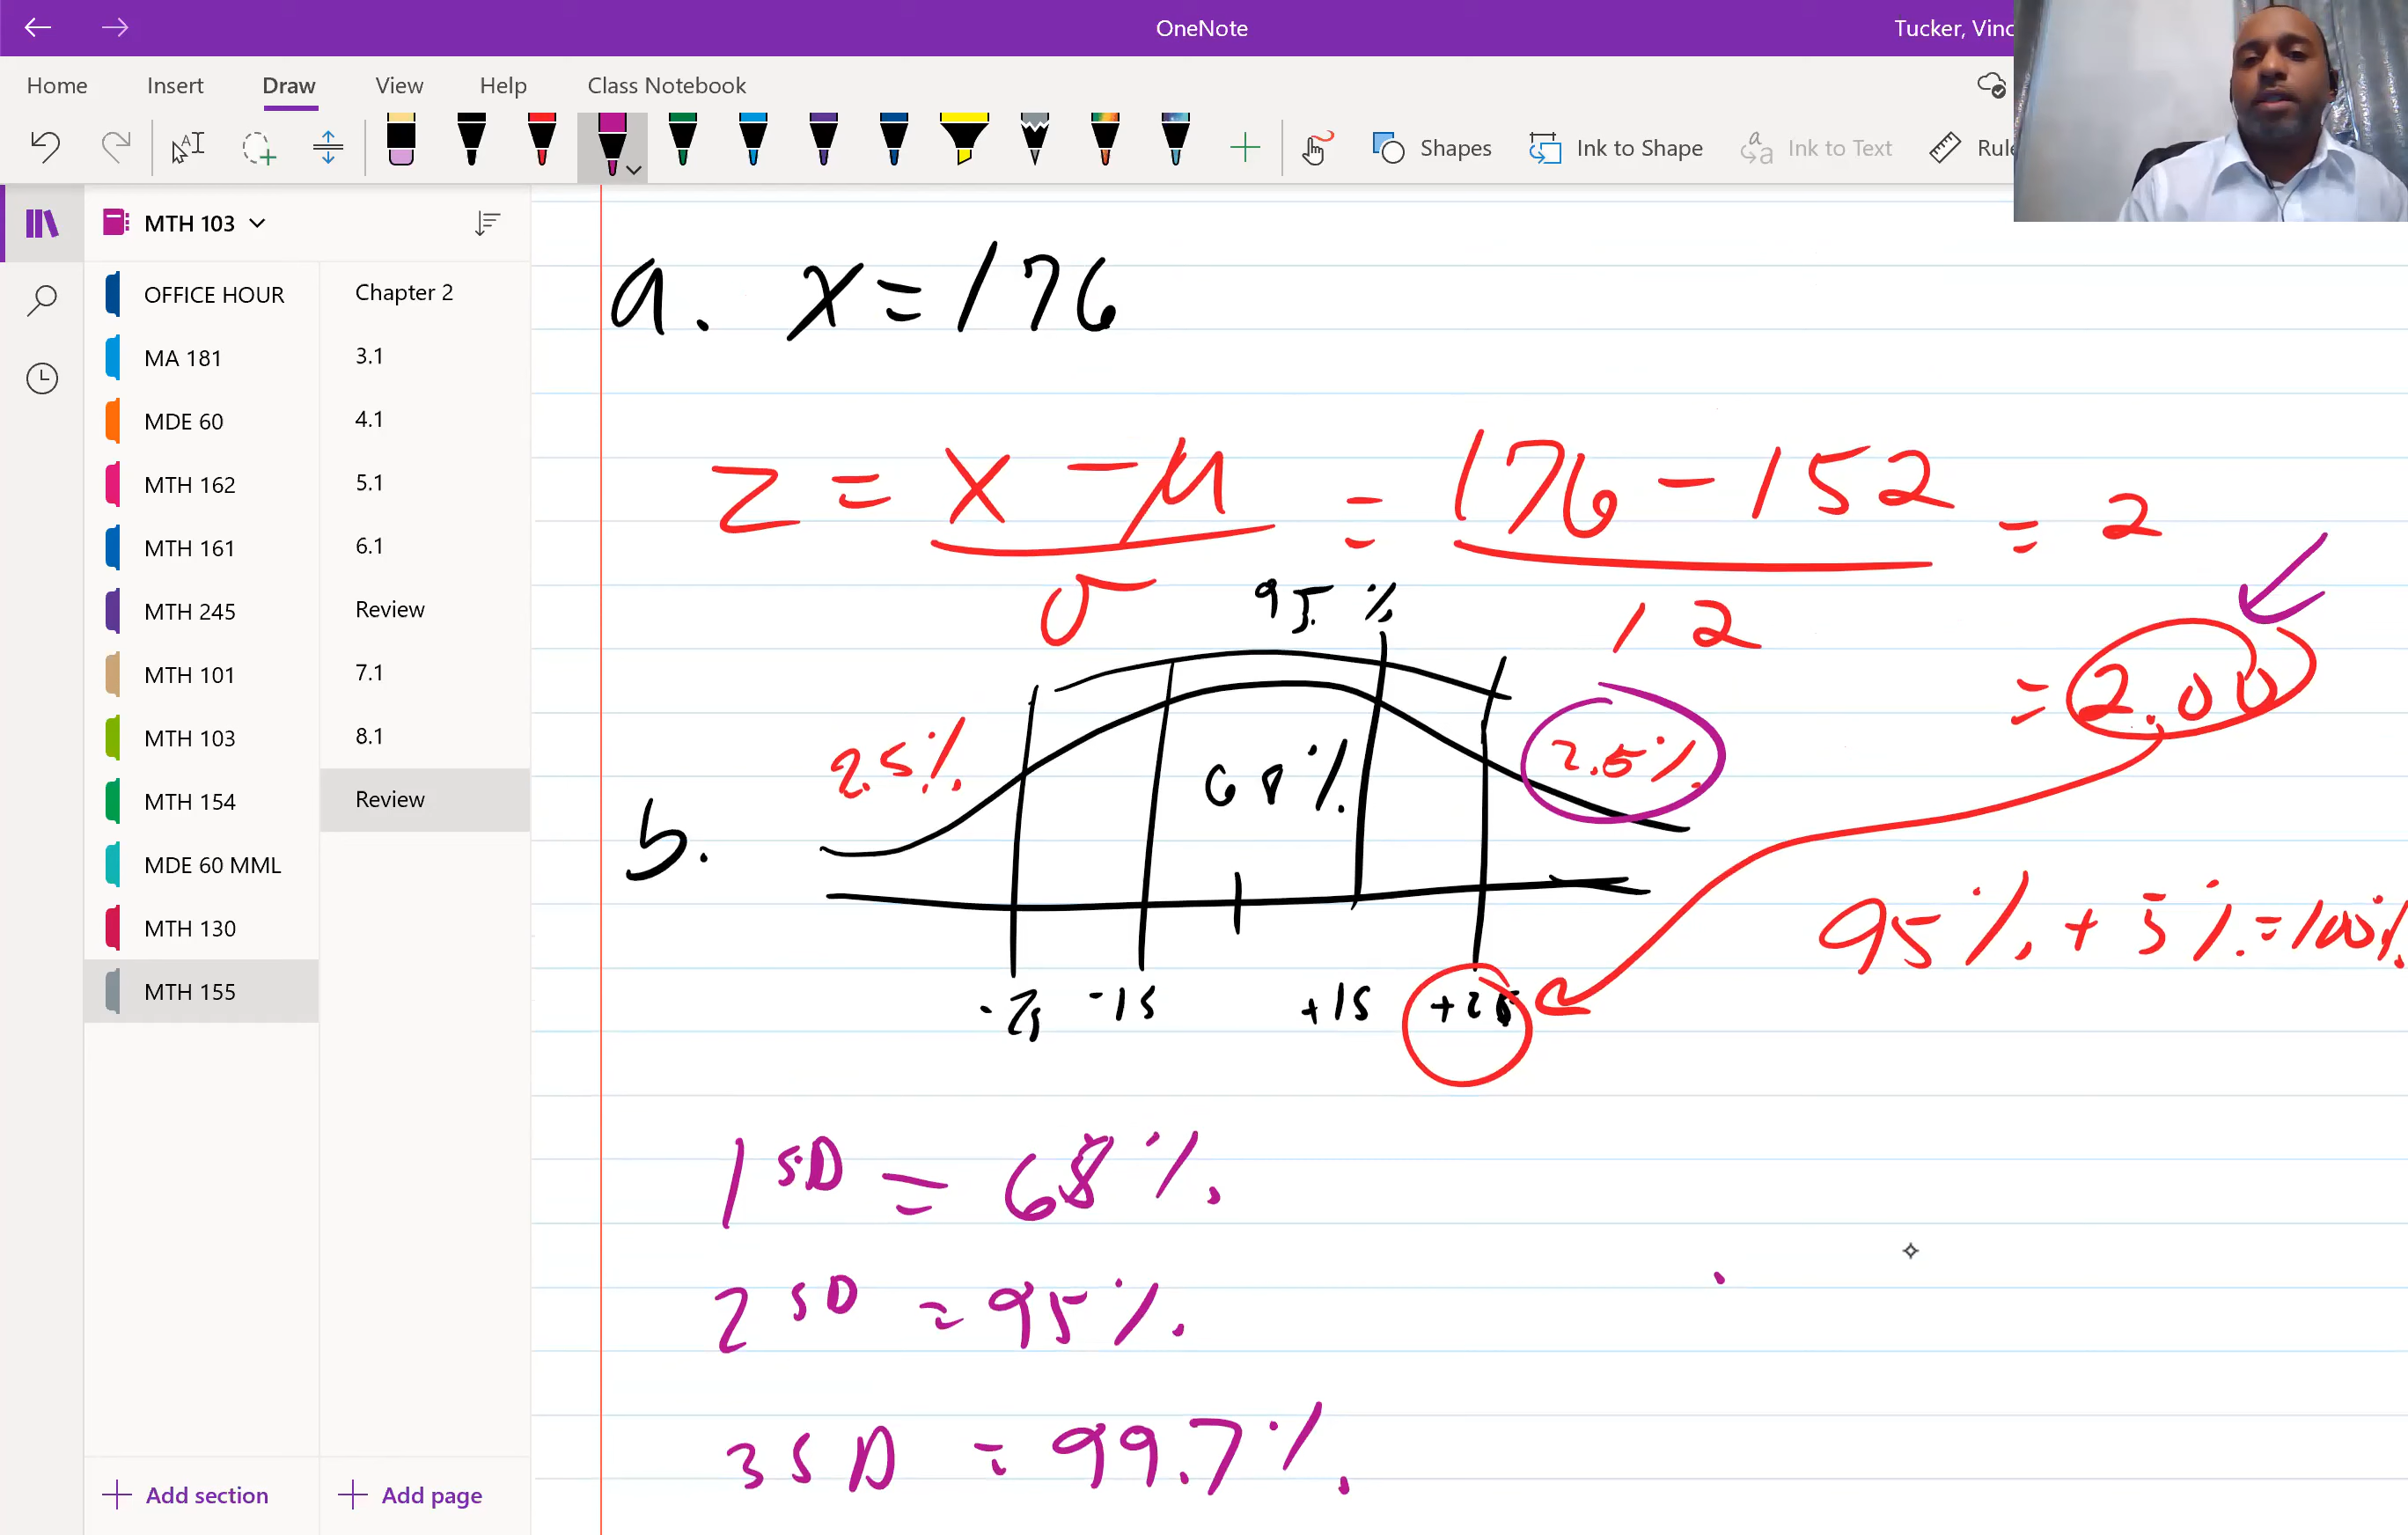 OneNote
Tucker, Vinc
Home Insert Draw View Help Class Notebook
Shapes Ink to Shape Ink to Text Rule
MTH 103
OFFICE HOUR
MA 181
MDE 60
MTH 162
MTH 161
MTH 245
MTH 101
MTH 103
MTH 154
MDE 60 MML
MTH 130
MTH 155
Add section
Chapter 2
3.1
4.1
5.1
6.1
Review
7.1
8.1
Review
Add page
a. x = 176
z = x - μ / σ = 176 - 152 / 12 = 2
= 2.00
95%
2.5% 68% 2.5%
b.
95% + 5% = 100%
-2s -1s +1s +2s
1 SD = 68%
2 SD = 95%
3 SD = 99.7%